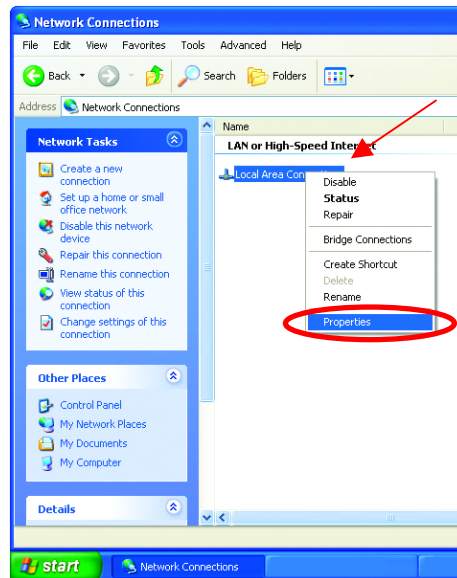 Network Connections
File Edit View Favorites Tools Advanced Help
Back Search Folders
Address Network Connections
Network Tasks
Create a new
connection
Set up a home or small
office network
Disable this network
device
Repair this connection
Rename this connection
View status of this
connection
Change settings of this
connection
Other Places
Control Panel
My Network Places
My Documents
My Computer
Details
Name
LAN or High-Speed Internet
Local Area
Disable
Status
Repair
Bridge Connections
Create Shortcut
Delete
Rename
Properties
start Network Connections